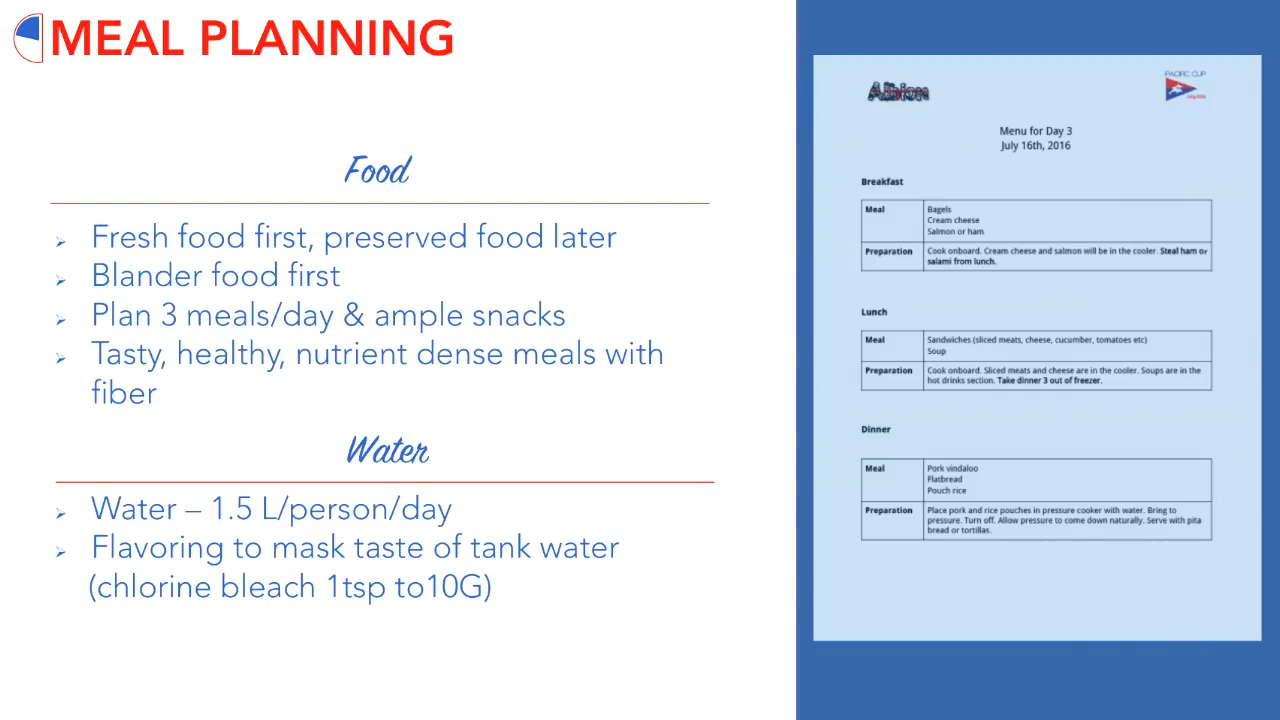 MEAL PLANNING
Food
Fresh food first, preserved food later
Blander food first
Plan 3 meals/day & ample snacks
Tasty, healthy, nutrient dense meals with
fiber
Water
Water – 1.5 L/person/day
Flavoring to mask taste of tank water
(chlorine bleach 1tsp to10G)
Albion
PACIFIC CUP
Menu for Day 3
July 16th, 2016
Breakfast
Meal
Bagels
Cream cheese
Salmon or ham
Preparation
Cook onboard. Cream cheese and salmon will be in the cooler. Steal ham or
salami from lunch.
Lunch
Meal
Sandwiches (sliced meats, cheese, cucumber, tomatoes etc)
Soup
Preparation
Cook onboard. Sliced meats and cheese are in the cooler. Soups are in the
hot drinks section. Take dinner 3 out of freezer.
Dinner
Meal
Pork vindaloo
Flatbread
Pouch rice
Preparation
Place pork and rice pouches in pressure cooker with water. Bring to
pressure. Turn off. Allow pressure to come down naturally. Serve with pita
bread or tortillas.